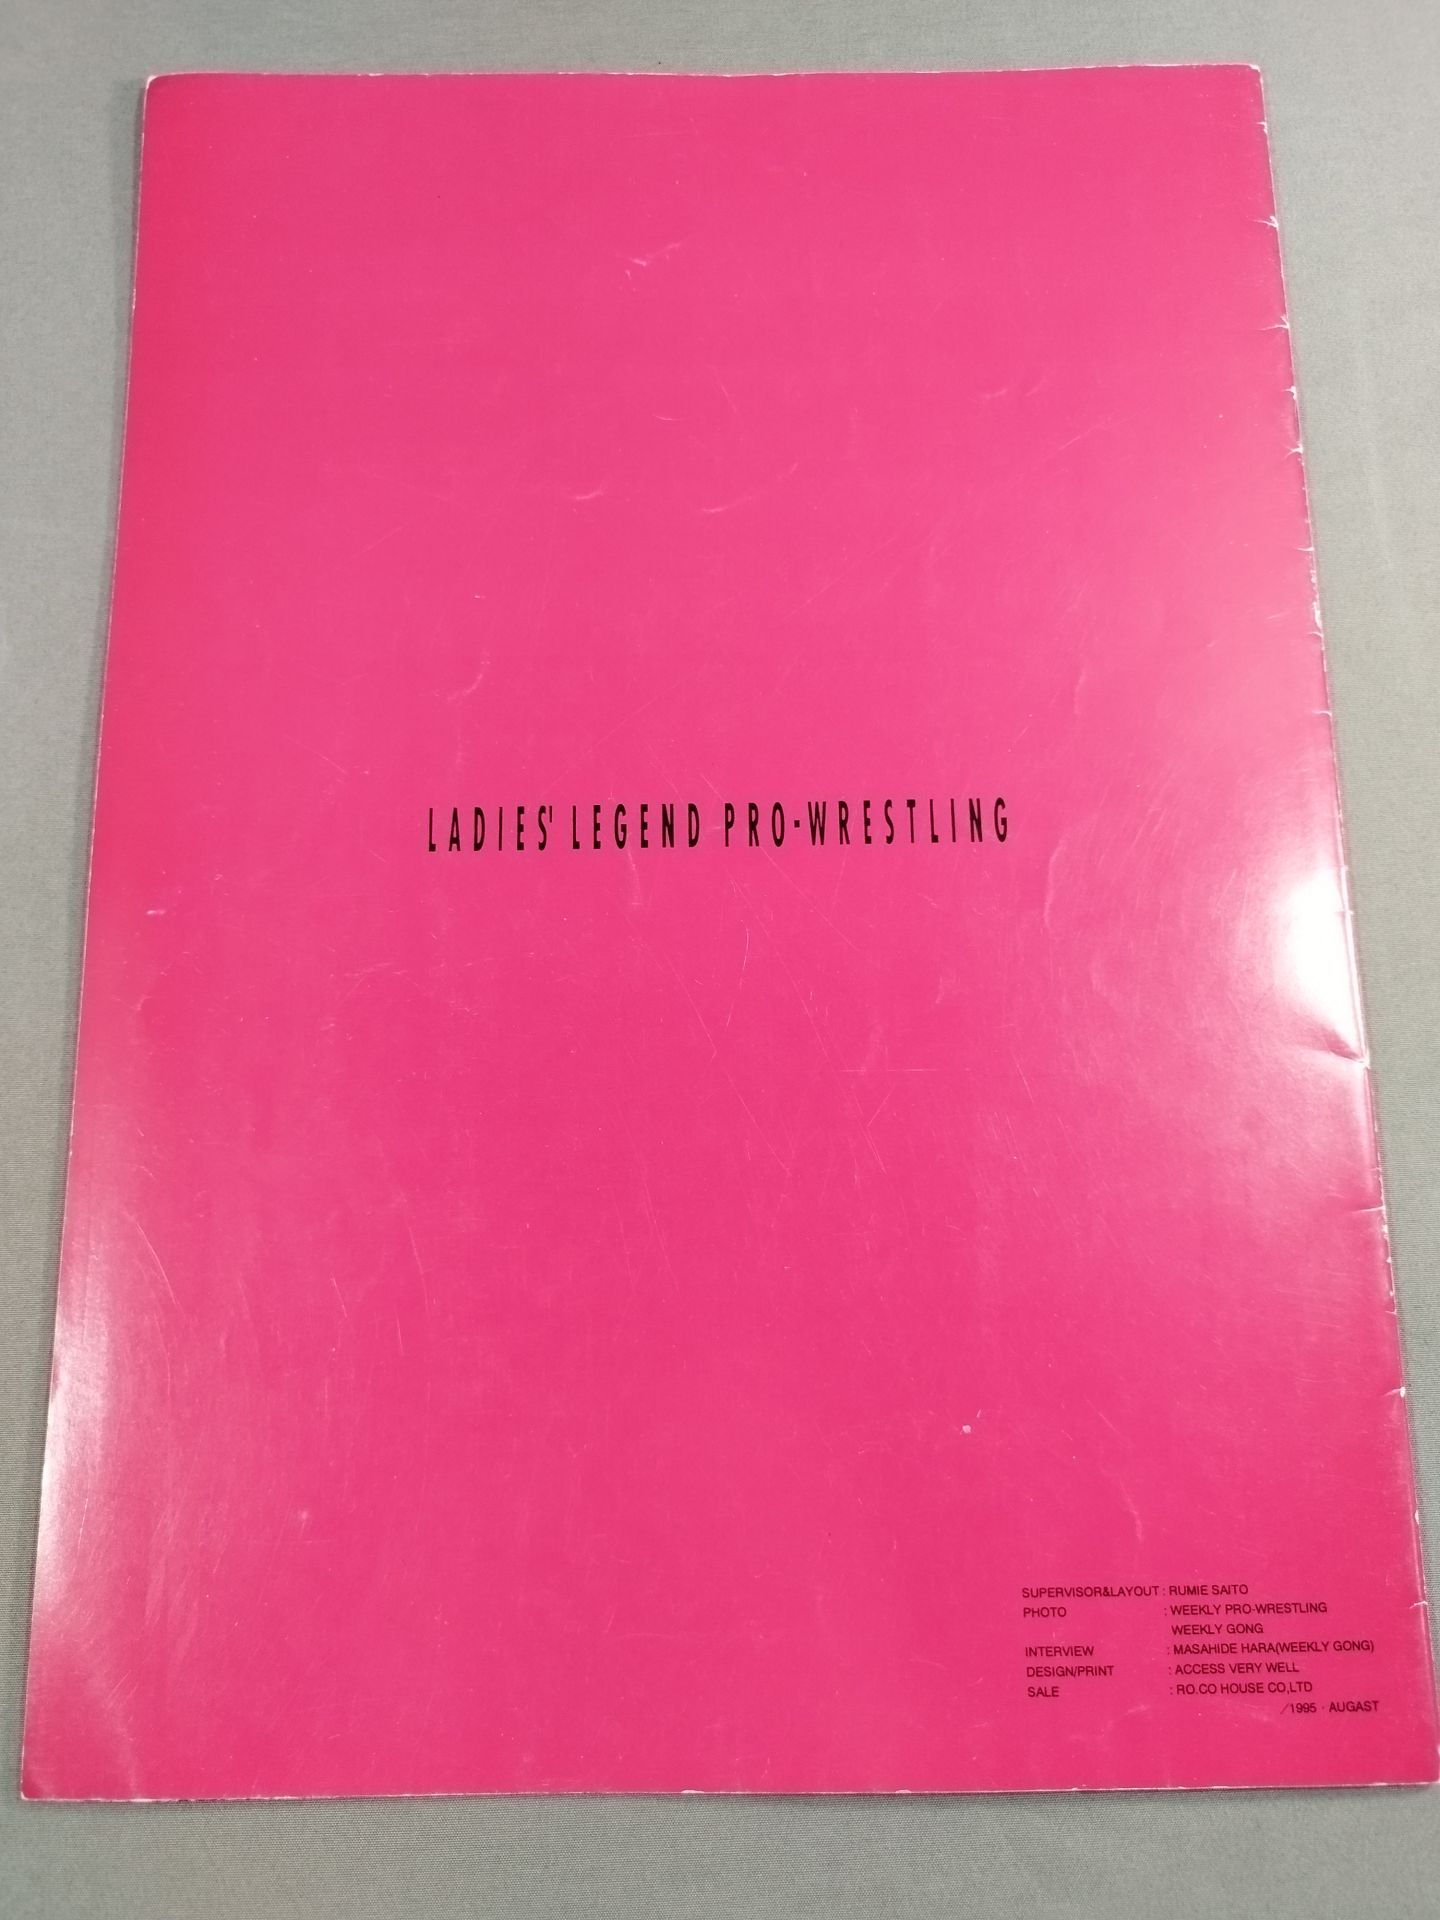 LADIES' LEGEND PRO-WRESTLING
SUPERVISOR&LAYOUT : RUMIE SAITO
PHOTO : WEEKLY PRO-WRESTLING
WEEKLY GONG
INTERVIEW : MASAHIDE HARA(WEEKLY GONG)
DESIGN/PRINT : ACCESS VERY WELL
SALE : RO.CO HOUSE CO,LTD
/1995・AUGAST